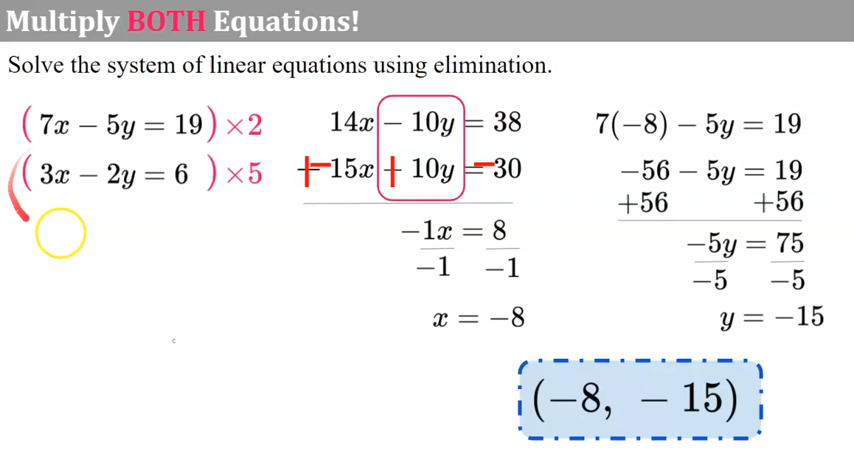 Multiply BOTH Equations!
Solve the system of linear equations using elimination.
(7x − 5y = 19) ×2
(3x − 2y = 6) ×5
14x − 10y = 38
+ − 15x + 10y = − 30
−1x = 8
−1 −1
x = −8
7(−8) − 5y = 19
−56 − 5y = 19
+56 +56
−5y = 75
−5 −5
y = −15
(−8, − 15)